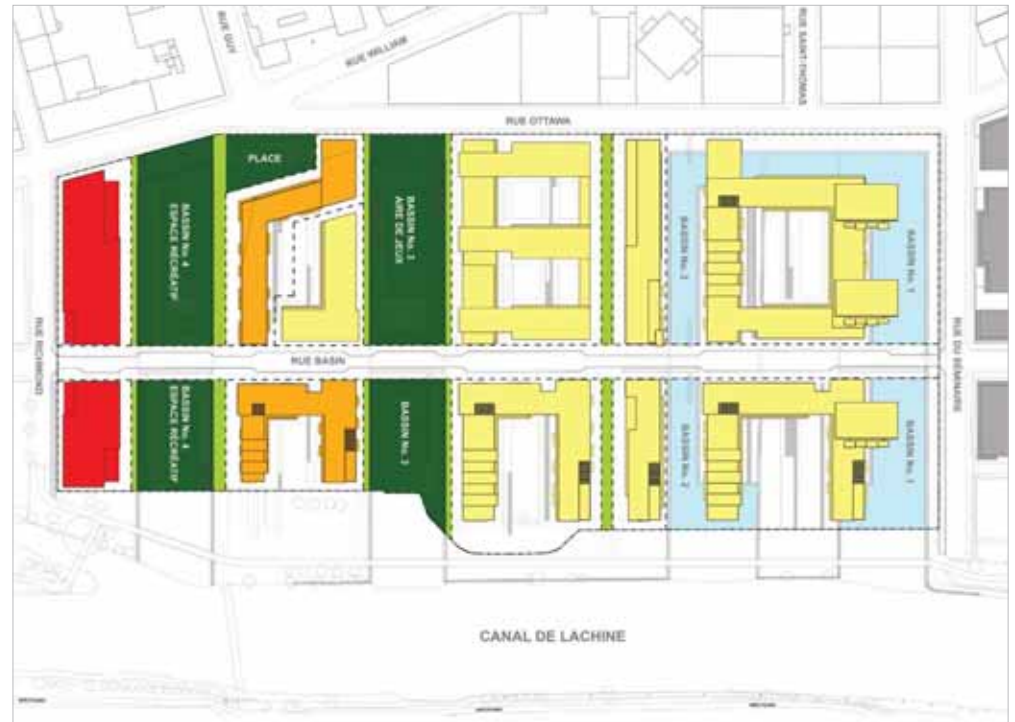 RUE GUY
RUE WILLIAM
RUE SAINT-THOMAS
RUE OTTAWA
PLACE
BASSIN No. 4
ESPACE RÉCRÉATIF
BASSIN No. 3
AIRE DE JEUX
BASSIN No. 2
BASSIN No. 1
RUE RICHMOND
RUE BASIN
RUE DU SÉMINAIRE
BASSIN No. 4
ESPACE RÉCRÉATIF
BASSIN No. 3
BASSIN No. 2
BASSIN No. 1
CANAL DE LACHINE